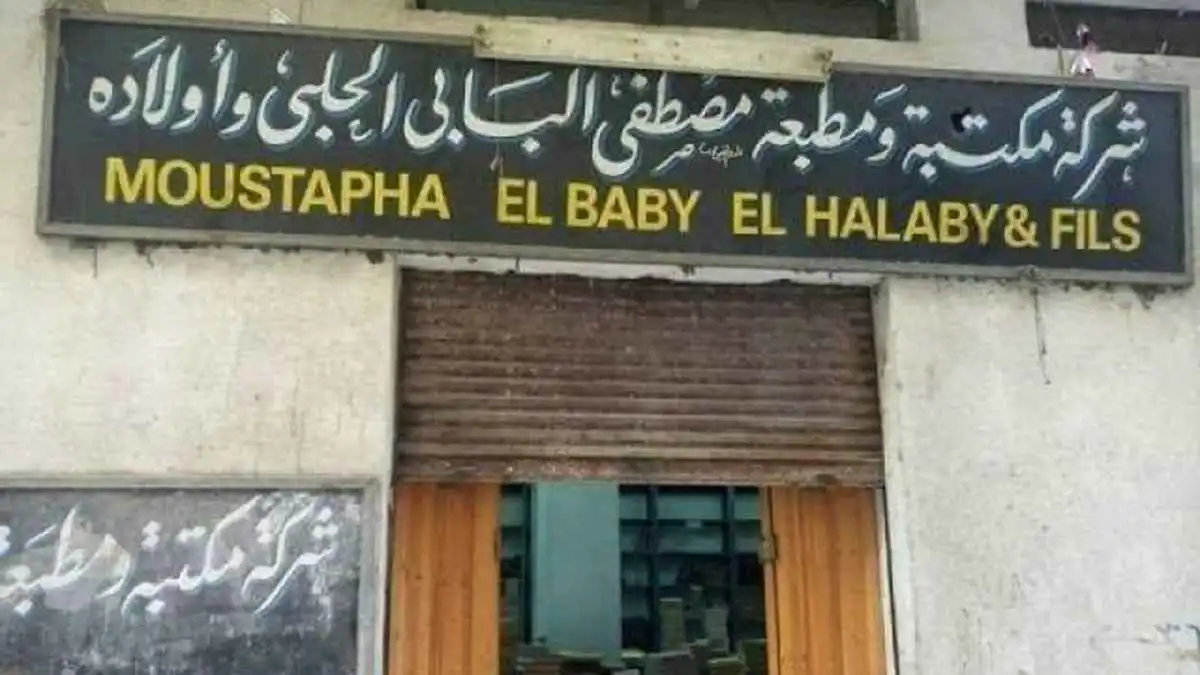 شركة مكتبة ومطبعة مصطفى البابى الحلبى وأولاده
MOUSTAPHA EL BABY EL HALABY & FILS
شركة مكتبة ومطبعة